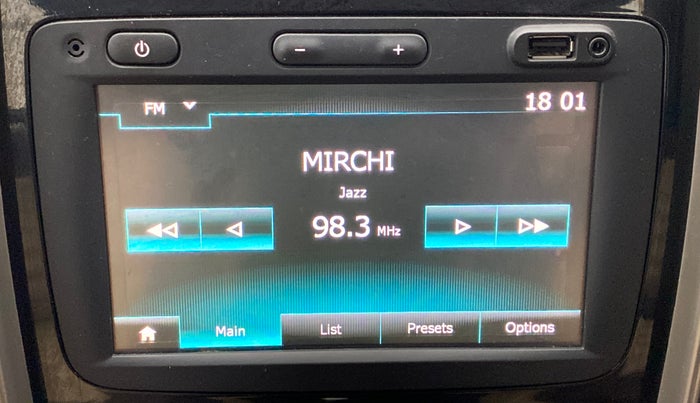 FM
18 01
MIRCHI
Jazz
98.3 MHz
Main
List
Presets
Options